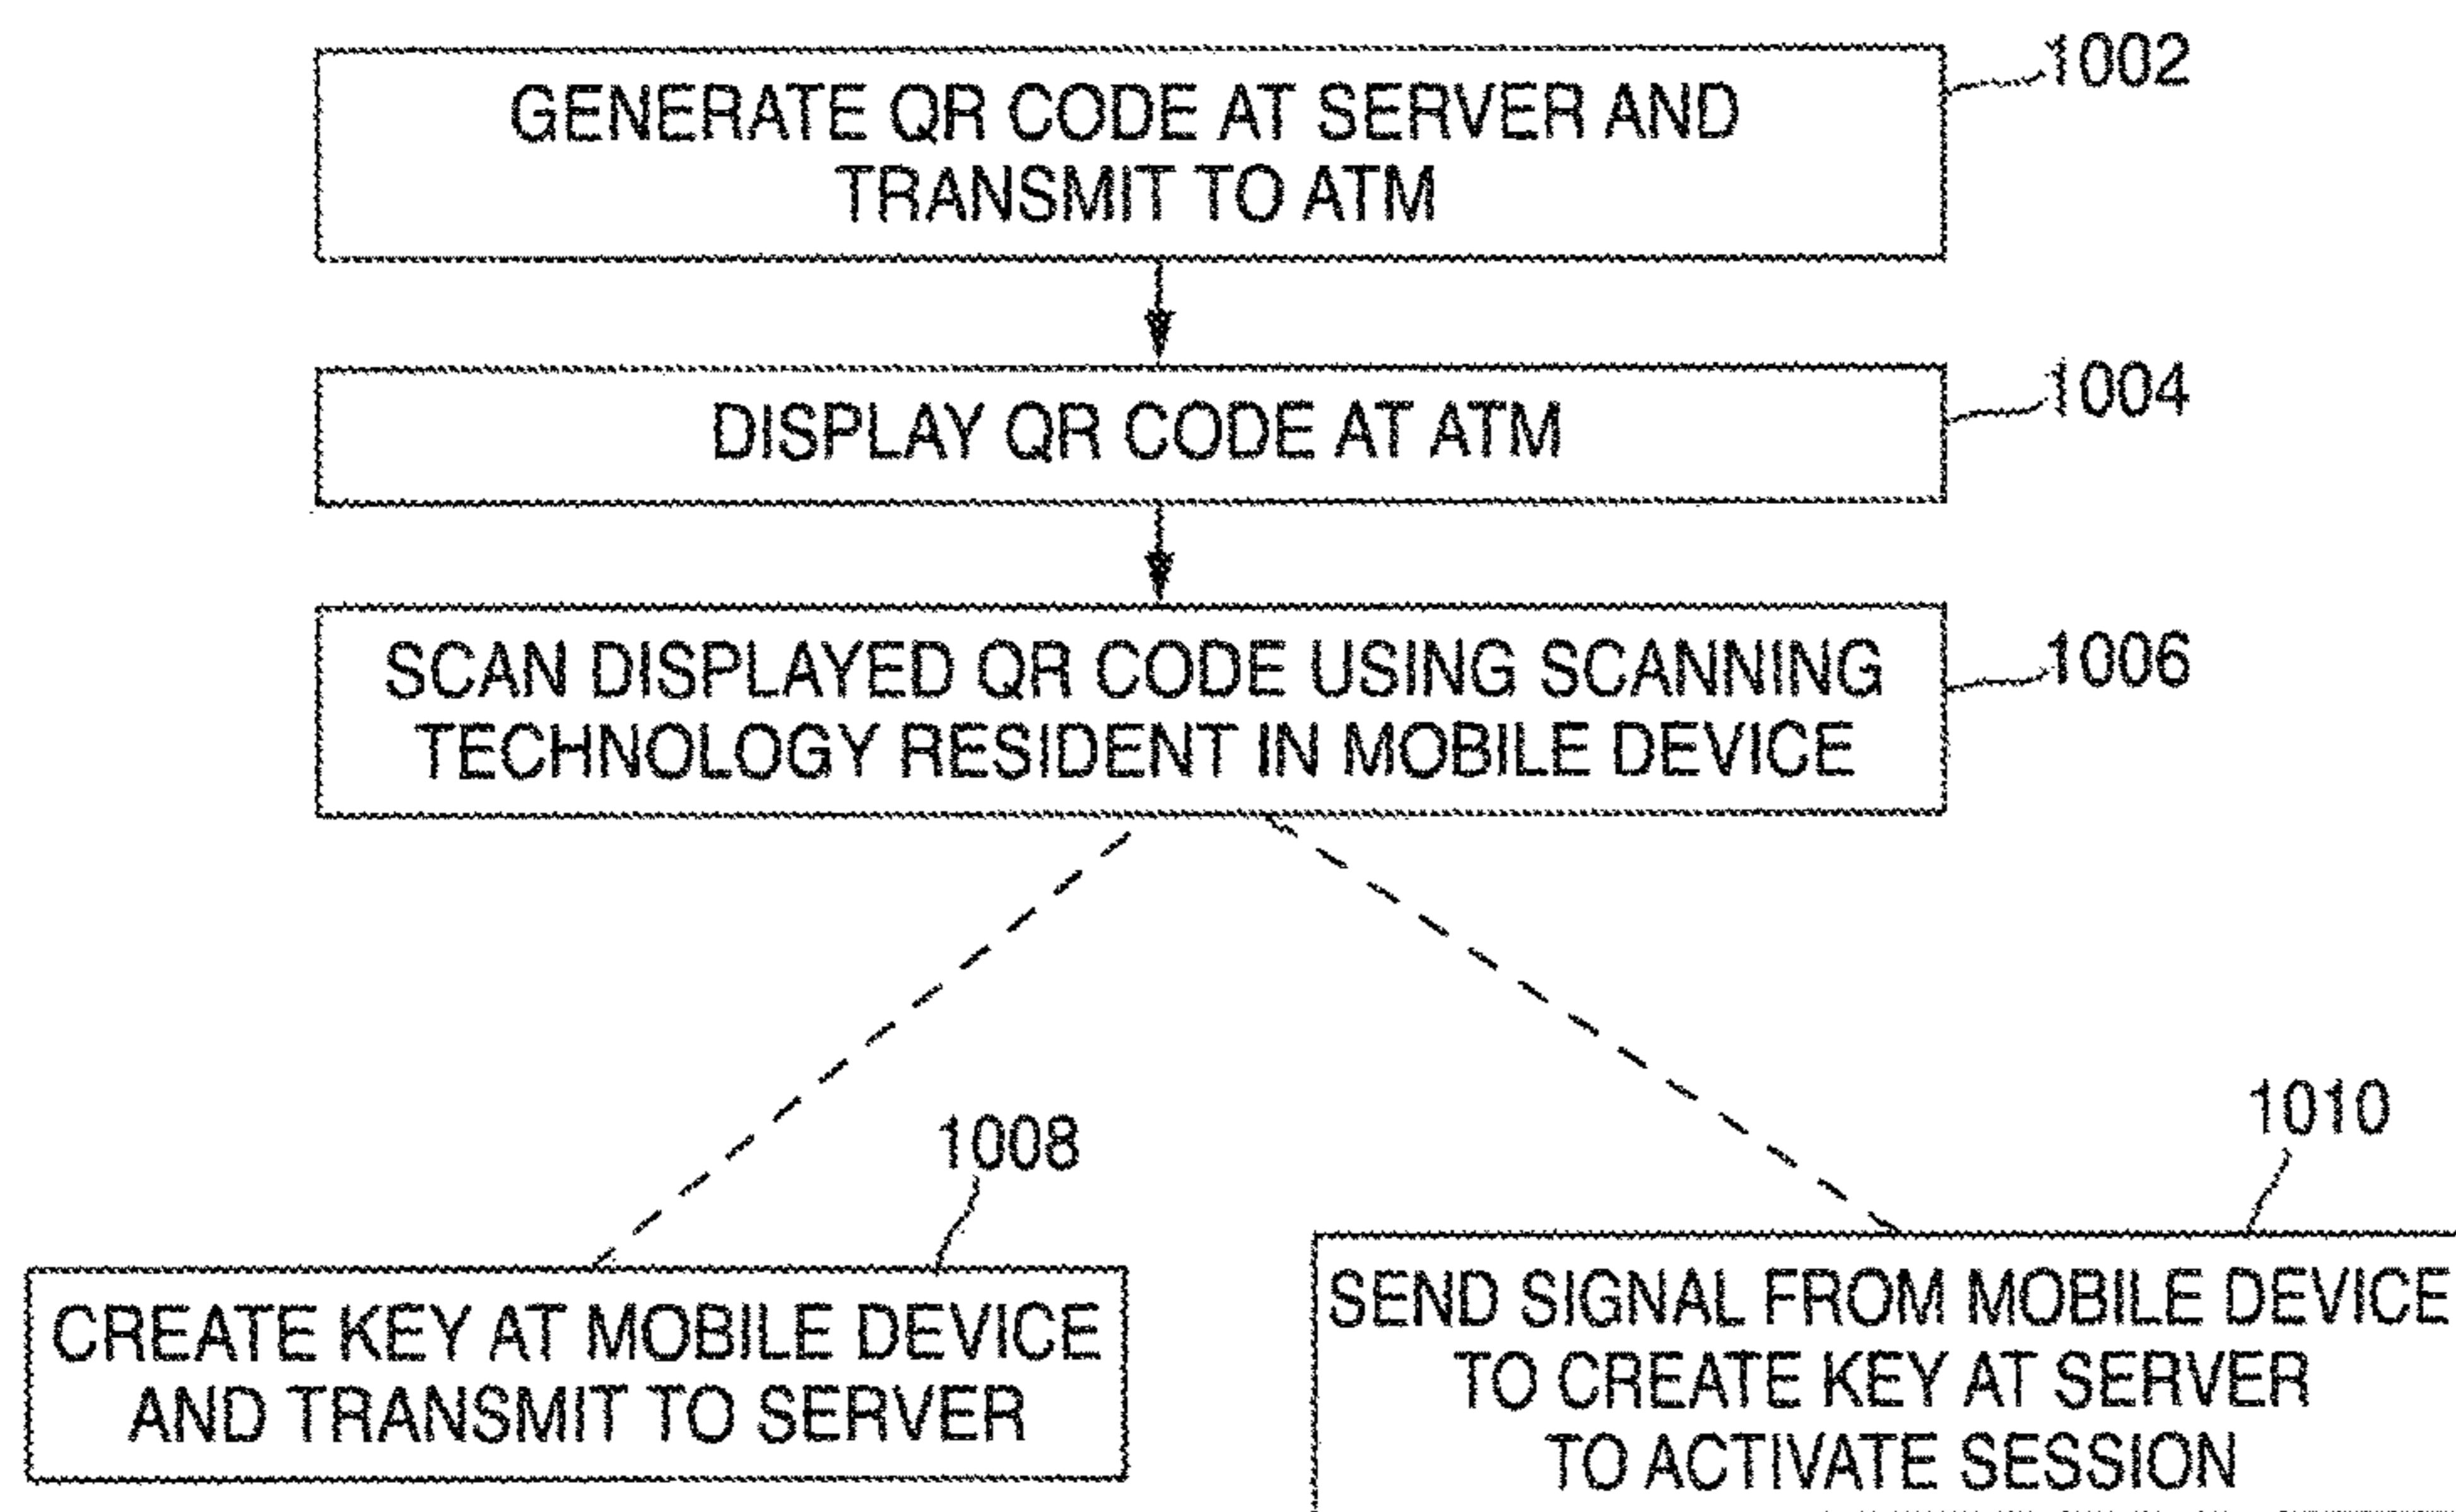 1002
GENERATE QR CODE AT SERVER AND
TRANSMIT TO ATM
1004
DISPLAY QR CODE AT ATM
1006
SCAN DISPLAYED QR CODE USING SCANNING
TECHNOLOGY RESIDENT IN MOBILE DEVICE
1008
CREATE KEY AT MOBILE DEVICE
AND TRANSMIT TO SERVER
1010
SEND SIGNAL FROM MOBILE DEVICE
TO CREATE KEY AT SERVER
TO ACTIVATE SESSION